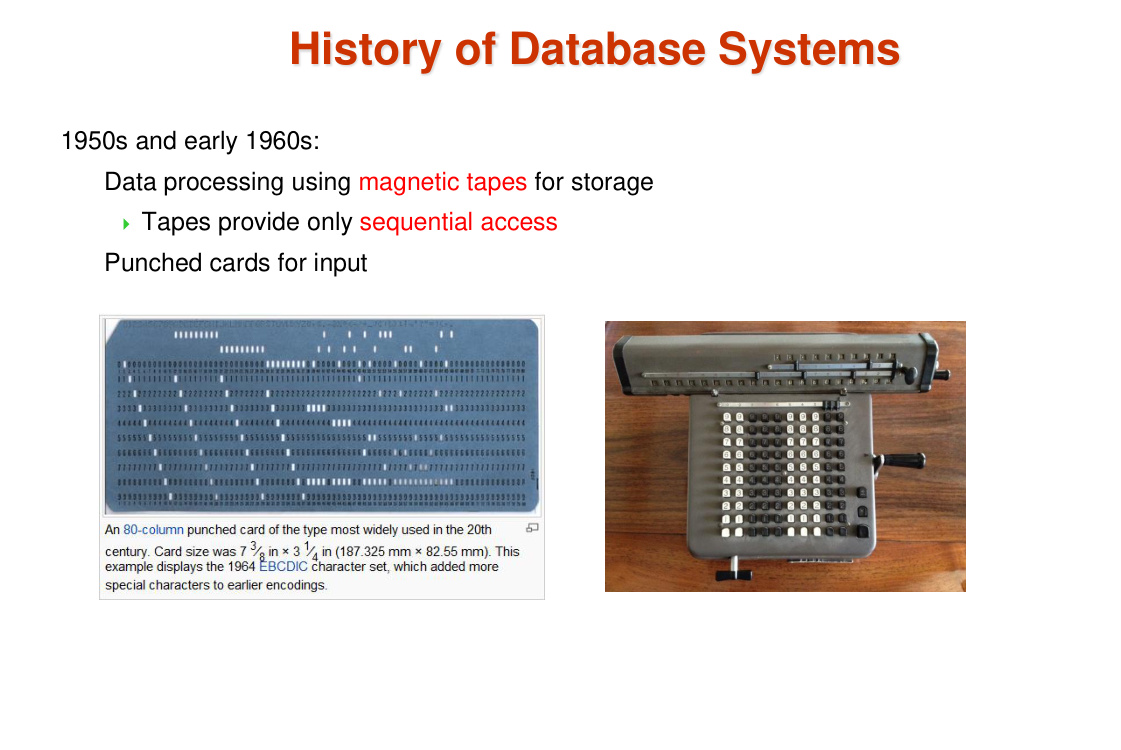 History of Database Systems
1950s and early 1960s:
Data processing using magnetic tapes for storage
Tapes provide only sequential access
Punched cards for input
An 80-column punched card of the type most widely used in the 20th
century. Card size was 7 3⁄8 in × 3 1⁄4 in (187.325 mm × 82.55 mm). This
example displays the 1964 EBCDIC character set, which added more
special characters to earlier encodings.